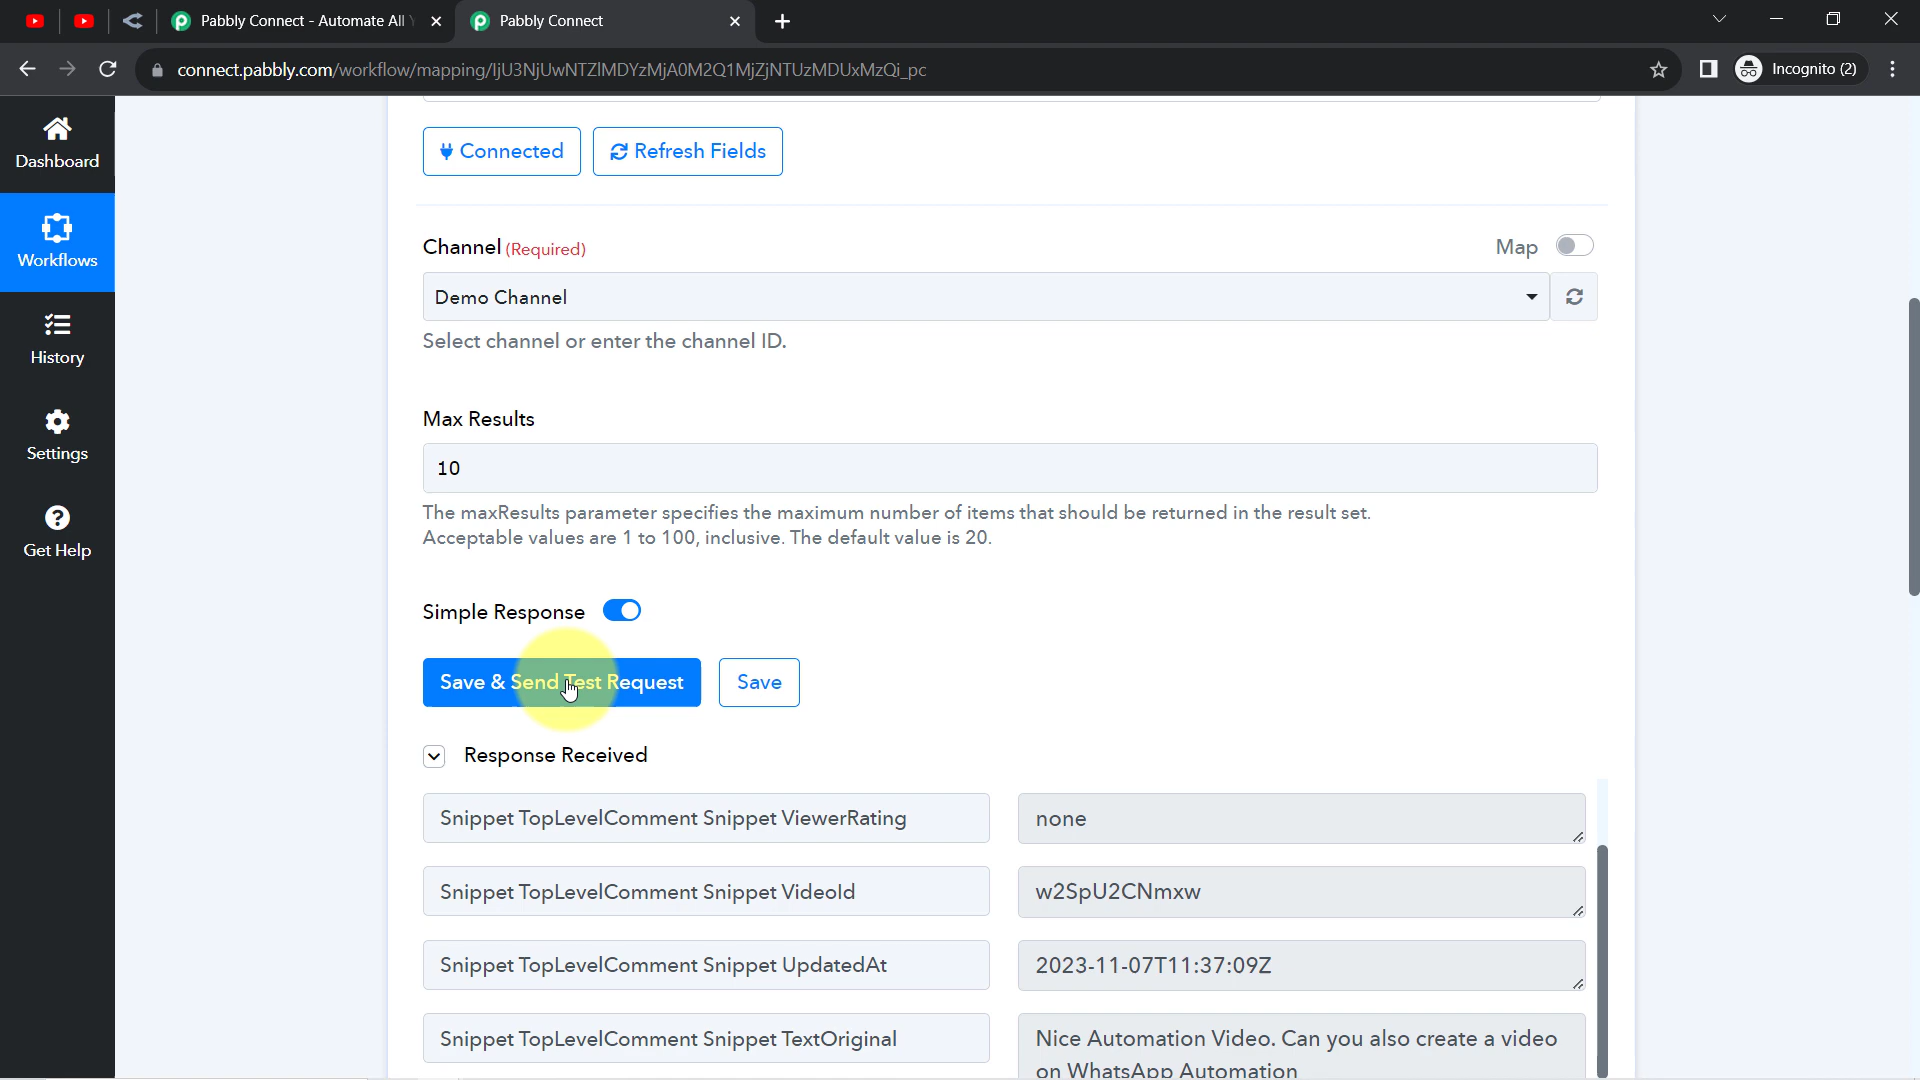 Pabbly Connect - Automate All
Pabbly Connect
connect.pabbly.com/workflow/mapping/IjU3NjUwNTZlMDYzMjA0M2Q1MjZjNTUzMDUxMzQi_pc
Incognito (2)
Dashboard
Workflows
History
Settings
Get Help
Connected
Refresh Fields
Channel (Required)
Map
Demo Channel
Select channel or enter the channel ID.
Max Results
10
The maxResults parameter specifies the maximum number of items that should be returned in the result set.
Acceptable values are 1 to 100, inclusive. The default value is 20.
Simple Response
Save & Send Test Request
Save
Response Received
Snippet TopLevelComment Snippet ViewerRating
none
Snippet TopLevelComment Snippet VideoId
w2SpU2CNmxw
Snippet TopLevelComment Snippet UpdatedAt
2023-11-07T11:37:09Z
Snippet TopLevelComment Snippet TextOriginal
Nice Automation Video. Can you also create a video
on WhatsApp Automation